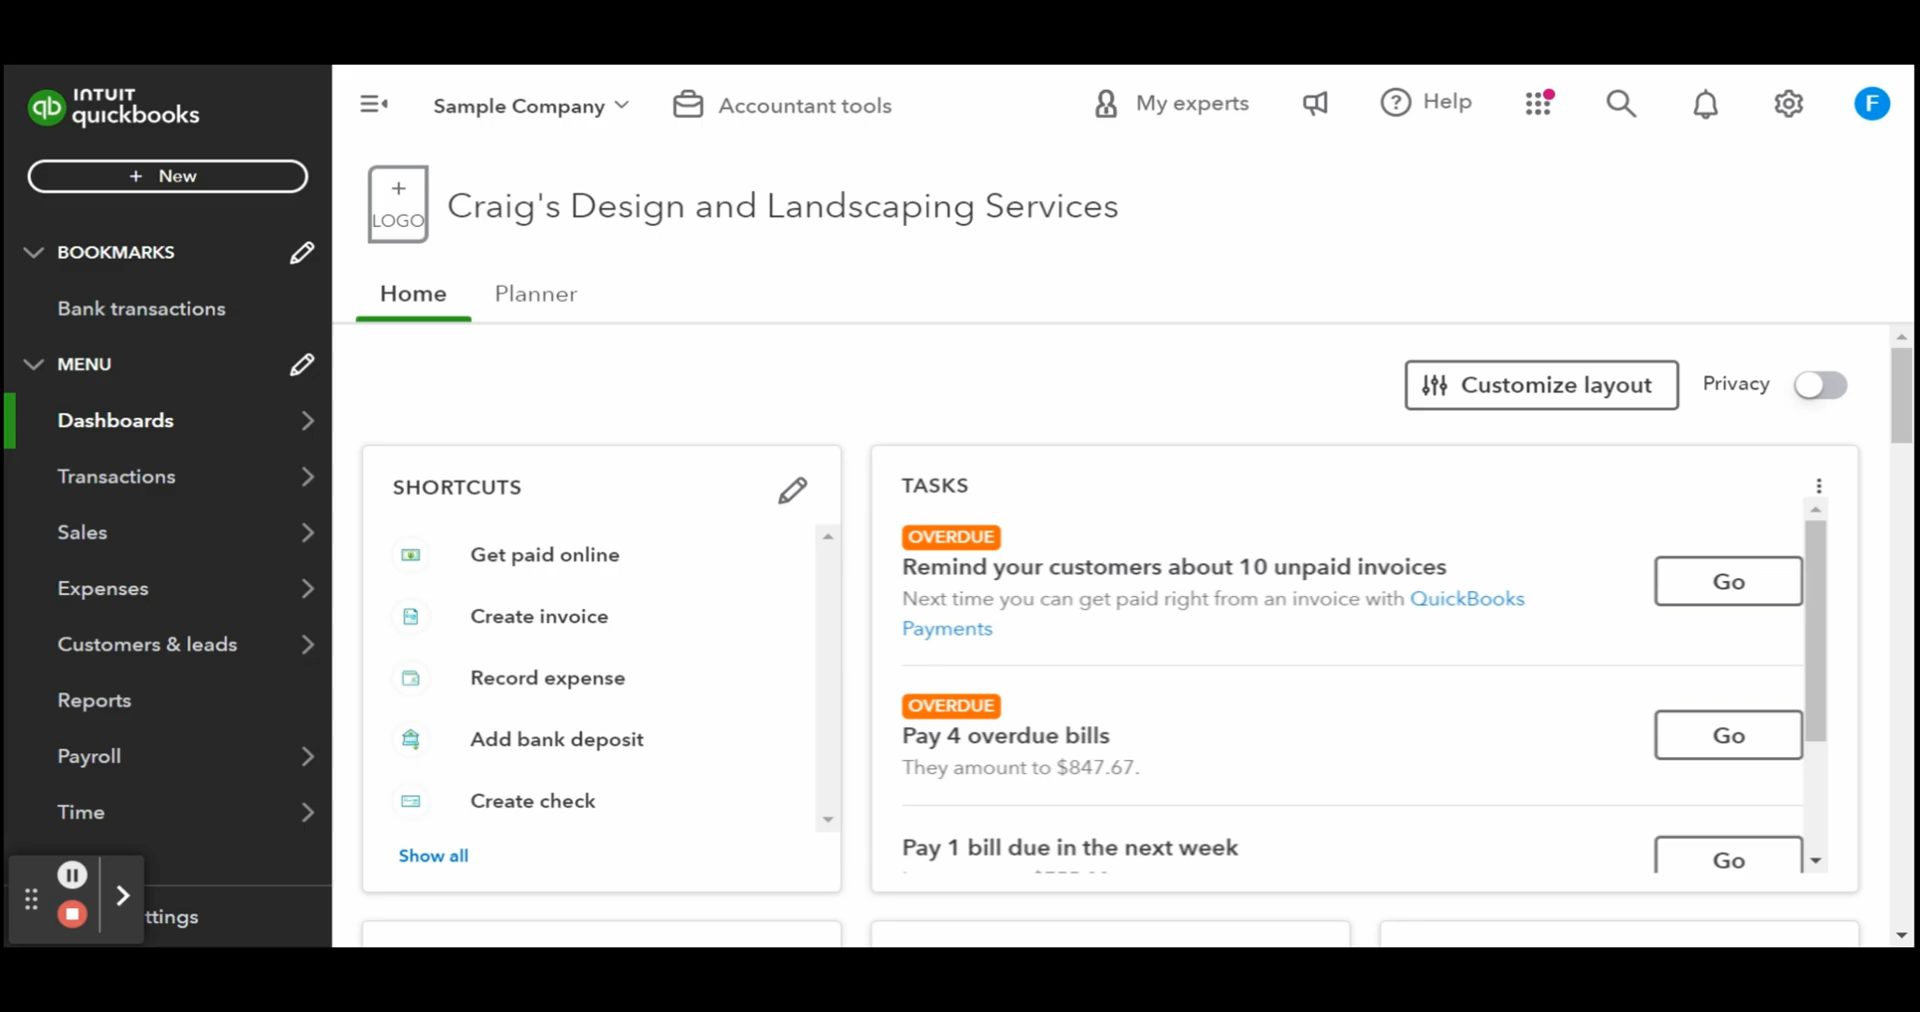 INTUIT
qb quickbooks
+ New
BOOKMARKS
Bank transactions
MENU
Dashboards
Transactions
Sales
Expenses
Customers & leads
Reports
Payroll
Time
ttings
Sample Company
Accountant tools
My experts
? Help
F
+
LOGO
Craig's Design and Landscaping Services
Home
Planner
Customize layout
Privacy
SHORTCUTS
Get paid online
Create invoice
Record expense
Add bank deposit
Create check
Show all
TASKS
OVERDUE
Remind your customers about 10 unpaid invoices
Next time you can get paid right from an invoice with QuickBooks
Payments
Go
OVERDUE
Pay 4 overdue bills
They amount to $847.67.
Go
Pay 1 bill due in the next week
Go